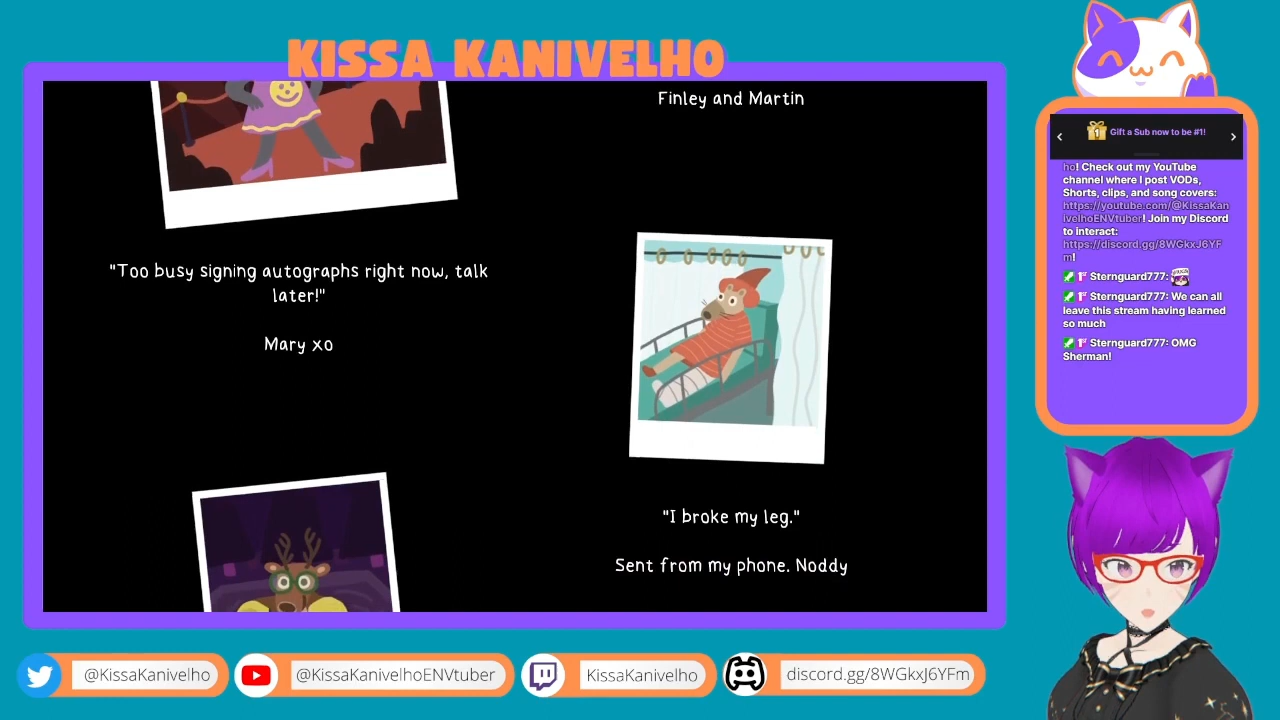 KISSA KANIVELHO
Finley and Martin
"Too busy signing autographs right now, talk
later!"
Mary xo
"I broke my leg."
Sent from my phone. Noddy
1 Gift a Sub now to be #1!
ho! Check out my YouTube
channel where I post VODs,
Shorts, clips, and song covers:
https://youtube.com/@KissaKan
ivelhoENVtuber! Join my Discord
to interact:
https://discord.gg/8WGkxJ6YF
m!
Sternguard777:
Sternguard777: We can all
leave this stream having learned
so much
Sternguard777: OMG
Sherman!
@KissaKanivelho
@KissaKanivelhoENVtuber
KissaKanivelho
discord.gg/8WGkxJ6YFm